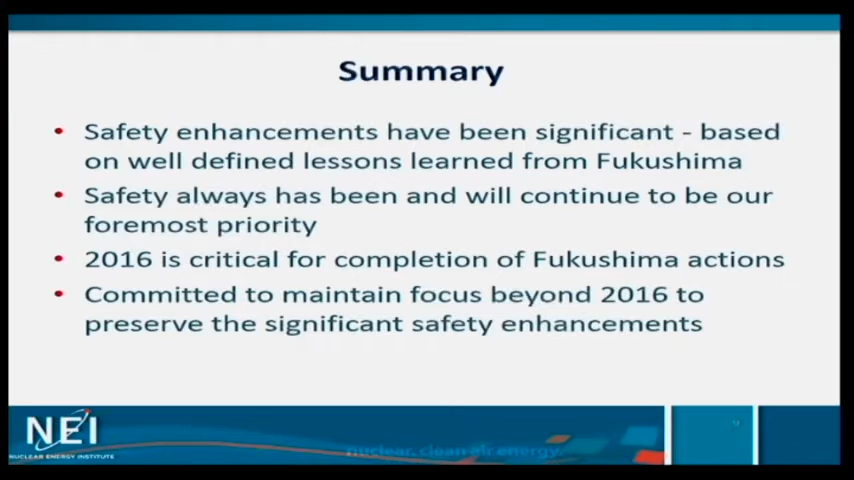 Summary
• Safety enhancements have been significant - based
on well defined lessons learned from Fukushima
• Safety always has been and will continue to be our
foremost priority
• 2016 is critical for completion of Fukushima actions
• Committed to maintain focus beyond 2016 to
preserve the significant safety enhancements
NEI
NUCLEAR ENERGY INSTITUTE
nuclear. clean air energy.
9